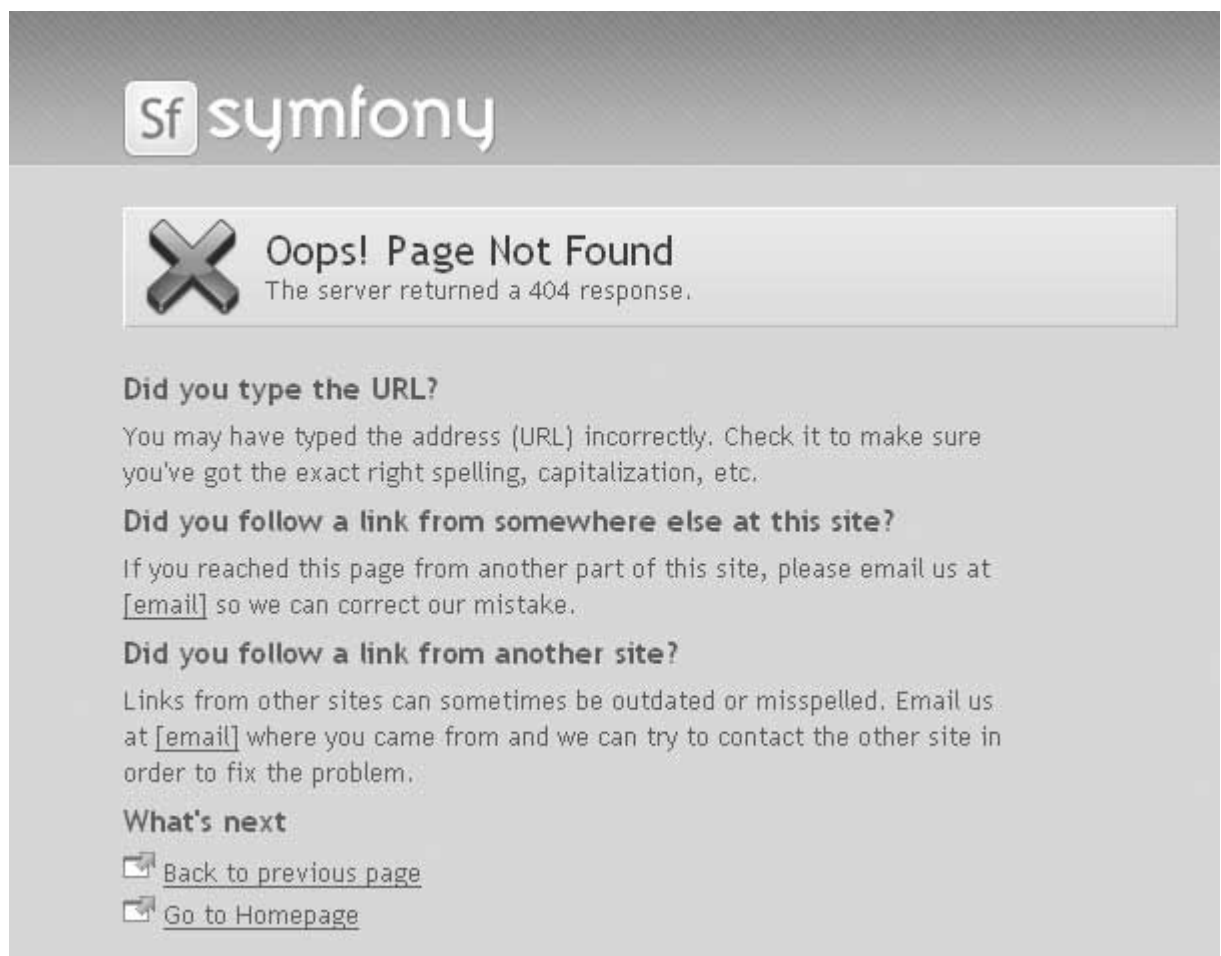 Sf symfony
Oops! Page Not Found
The server returned a 404 response.
Did you type the URL?
You may have typed the address (URL) incorrectly. Check it to make sure
you've got the exact right spelling, capitalization, etc.
Did you follow a link from somewhere else at this site?
If you reached this page from another part of this site, please email us at
[email] so we can correct our mistake.
Did you follow a link from another site?
Links from other sites can sometimes be outdated or misspelled. Email us
at [email] where you came from and we can try to contact the other site in
order to fix the problem.
What's next
Back to previous page
Go to Homepage